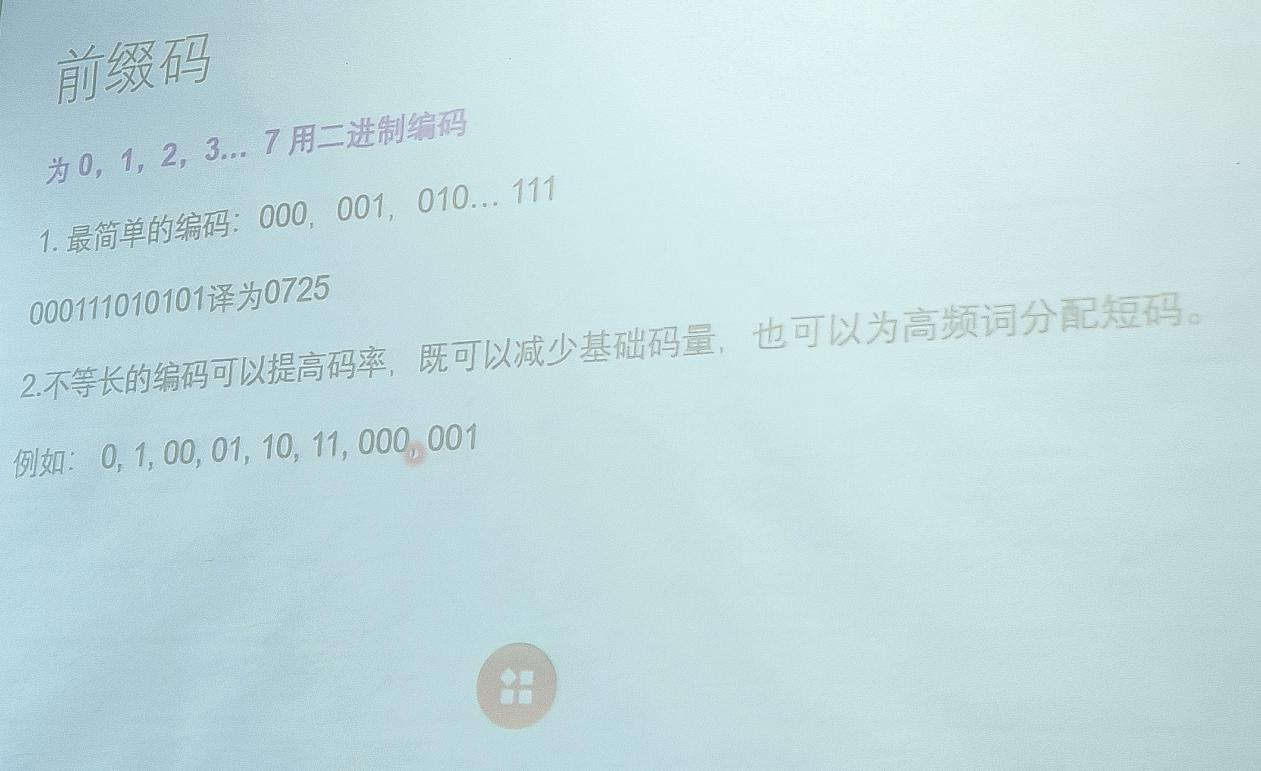 前缀码
为 0，1，2，3… 7 用二进制编码
1. 最简单的编码：000，001，010… 111
000111010101译为0725
2.不等长的编码可以提高码率，既可以减少基础码量，也可以为高频词分配短码。
例如： 0, 1, 00, 01, 10, 11, 000, 001